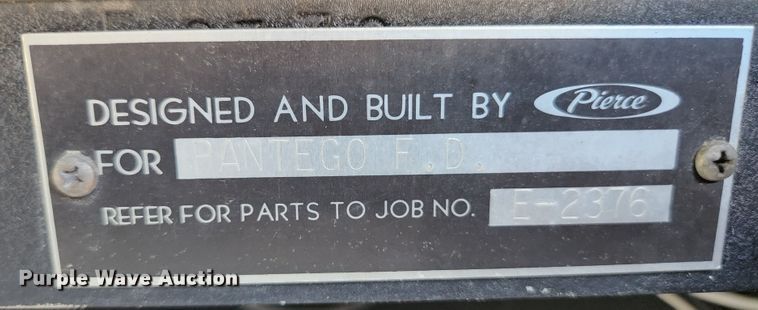 DESIGNED AND BUILT BY Pierce
FOR PANTEGO F.D.
REFER FOR PARTS TO JOB NO. E-2376
Purple Wave Auction